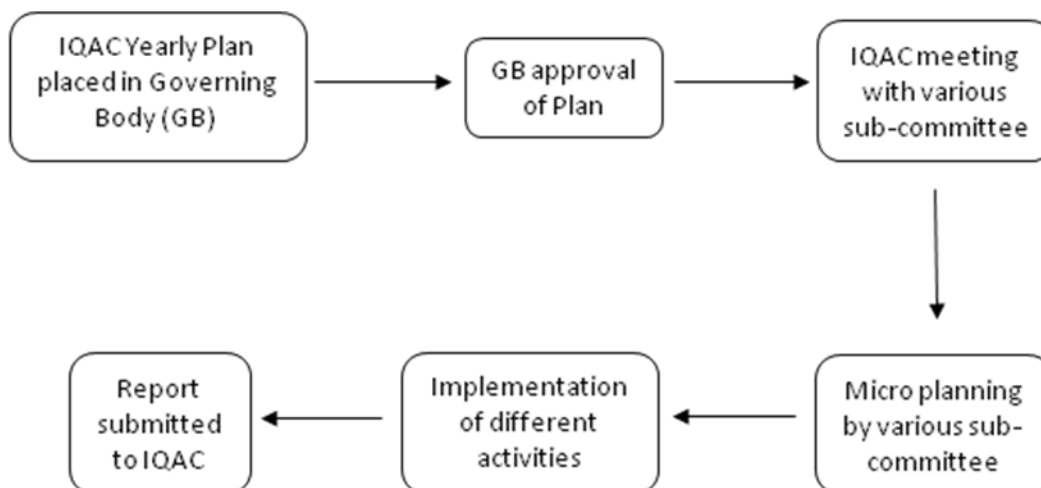 IQAC Yearly Plan
placed in Governing
Body (GB)
GB approval
of Plan
IQAC meeting
with various
sub-committee
Micro planning
by various sub-
committee
Implementation
of different
activities
Report
submitted
to IQAC